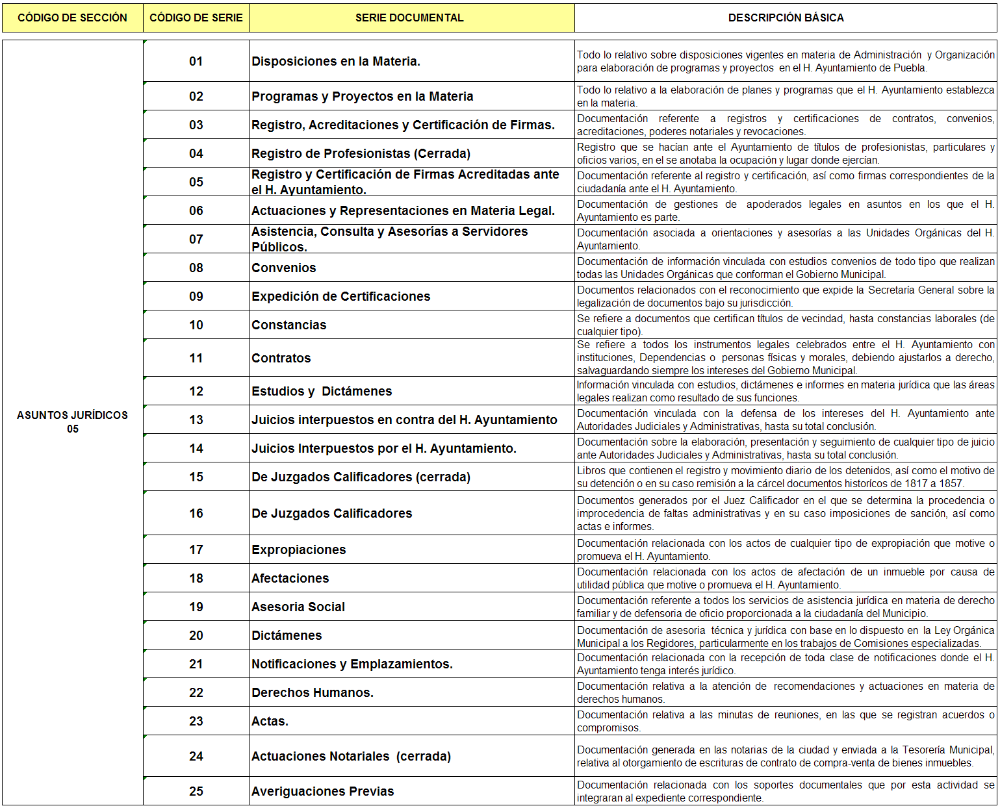 CÓDIGO DE SECCIÓN
CÓDIGO DE SERIE
SERIE DOCUMENTAL
DESCRIPCIÓN BÁSICA
ASUNTOS JURÍDICOS
05
01
Disposiciones en la Materia.
Todo lo relativo sobre disposiciones vigentes en materia de Administración y Organización
para elaboración de programas y proyectos en el H. Ayuntamiento de Puebla.
02
Programas y Proyectos en la Materia
Todo lo relativo a la elaboración de planes y programas que el H. Ayuntamiento establezca
en la materia.
03
Registro, Acreditaciones y Certificación de Firmas.
Documentación referente a registros y certificaciones de contratos, convenios,
acreditaciones, poderes notariales y revocaciones.
04
Registro de Profesionistas (Cerrada)
Registro que se hacían ante el Ayuntamiento de títulos de profesionistas, particulares y
oficios varios, en el se anotaba la ocupación y lugar donde ejercían.
05
Registro y Certificación de Firmas Acreditadas ante
el H. Ayuntamiento.
Documentación referente al registro y certificación, así como firmas correspondientes de la
ciudadanía ante el H. Ayuntamiento.
06
Actuaciones y Representaciones en Materia Legal.
Documentación de gestiones de apoderados legales en asuntos en los que el H.
Ayuntamiento es parte.
07
Asistencia, Consulta y Asesorías a Servidores
Públicos.
Documentación asociada a orientaciones y asesorías a las Unidades Orgánicas del H.
Ayuntamiento.
08
Convenios
Documentación de información vinculada con estudios convenios de todo tipo que realizan
todas las Unidades Orgánicas que conforman el Gobierno Municipal.
09
Expedición de Certificaciones
Documentos relacionados con el reconocimiento que expide la Secretaría General sobre la
legalización de documentos bajo su jurisdicción.
10
Constancias
Se refiere a documentos que certifican títulos de vecindad, hasta constancias laborales (de
cualquier tipo).
11
Contratos
Se refiere a todos los instrumentos legales celebrados entre el H. Ayuntamiento con
instituciones, Dependencias o personas físicas y morales, debiendo ajustarlos a derecho,
salvaguardando siempre los intereses del Gobierno Municipal.
12
Estudios y Dictámenes
Información vinculada con estudios, dictámenes e informes en materia jurídica que las áreas
legales realizan como resultado de sus funciones.
13
Juicios interpuestos en contra del H. Ayuntamiento
Documentación vinculada con la defensa de los intereses del H. Ayuntamiento ante
Autoridades Judiciales y Administrativas, hasta su total conclusión.
14
Juicios Interpuestos por el H. Ayuntamiento.
Documentación sobre la elaboración, presentación y seguimiento de cualquier tipo de juicio
ante Autoridades Judiciales y Administrativas, hasta su total conclusión.
15
De Juzgados Calificadores (cerrada)
Libros que contienen el registro y movimiento diario de los detenidos, así como el motivo de
su detención o en su caso remisión a la cárcel documentos historícos de 1817 a 1857.
16
De Juzgados Calificadores
Documentos generados por el Juez Calificador en el que se determina la procedencia o
improcedencia de faltas administrativas y en su caso imposiciones de sanción, así como
actas e informes.
17
Expropiaciones
Documentación relacionada con los actos de cualquier tipo de expropiación que motive o
promueva el H. Ayuntamiento.
18
Afectaciones
Documentación relacionada con los actos de afectación de un inmueble por causa de
utilidad pública que motive o promueva el H. Ayuntamiento.
19
Asesoria Social
Documentación referente a todos los servicios de asistencia jurídica en materia de derecho
familiar y de defensoria de oficio proporcionada a la ciudadanía del Municipio.
20
Dictámenes
Documentación de asesoria técnica y jurídica con base en lo dispuesto en la Ley Orgánica
Municipal a los Regidores, particularmente en los trabajos de Comisiones especializadas.
21
Notificaciones y Emplazamientos.
Documentación relacionada con la recepción de toda clase de notificaciones donde el H.
Ayuntamiento tenga interés jurídico.
22
Derechos Humanos.
Documentación relativa a la atención de recomendaciones y actuaciones en materia de
derechos humanos.
23
Actas.
Documentación relativa a las minutas de reuniones, en las que se registran acuerdos o
compromisos.
24
Actuaciones Notariales (cerrada)
Documentación generada en las notarias de la ciudad y enviada a la Tesorería Municipal,
relativa al otorgamiento de escrituras de contrato de compra-venta de bienes inmuebles.
25
Averiguaciones Previas
Documentación relacionada con los soportes documentales que por esta actividad se
integraran al expediente correspondiente.